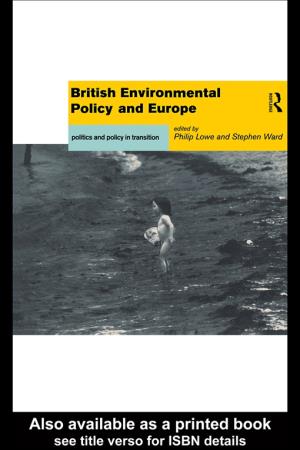 British Environmental
Policy and Europe
politics and policy in transition
edited by
Philip Lowe and Stephen Ward
ROUTLEDGE
Also available as a printed book
see title verso for ISBN details